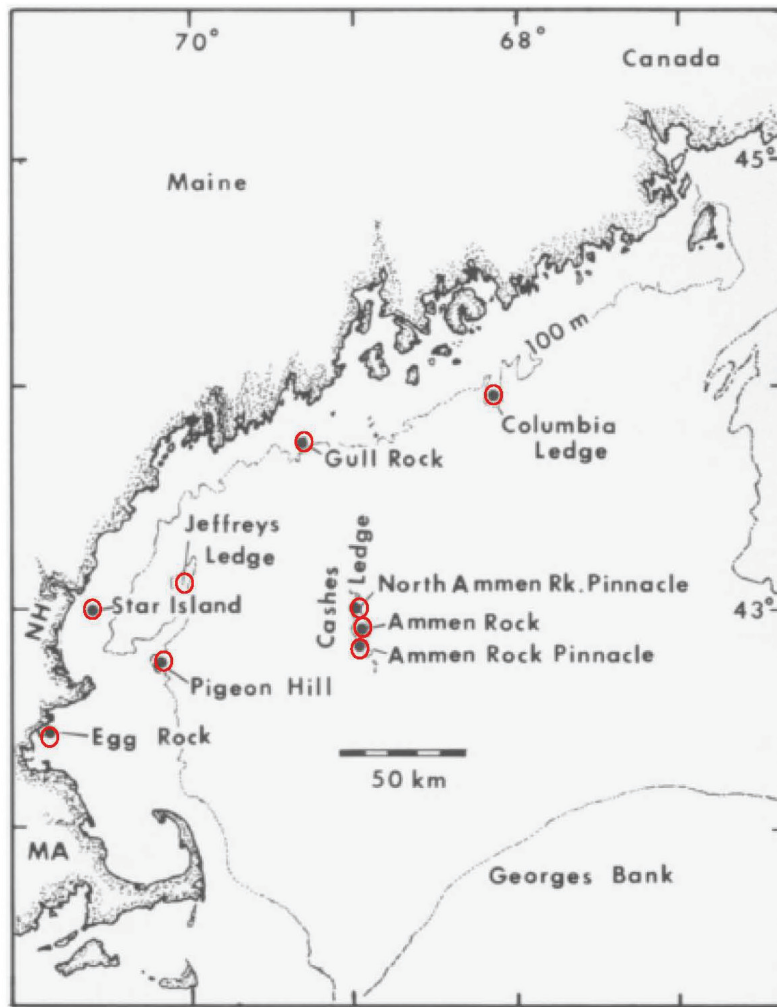 70° 68°
Canada
45°
Maine
100 m
Columbia
Ledge
Gull Rock
Jeffreys
Ledge
Cashes
Ledge
North Ammen Rk. Pinnacle
NH
Star Island
43°
Ammen Rock
Ammen Rock Pinnacle
Pigeon Hill
Egg Rock
50 km
MA
Georges Bank